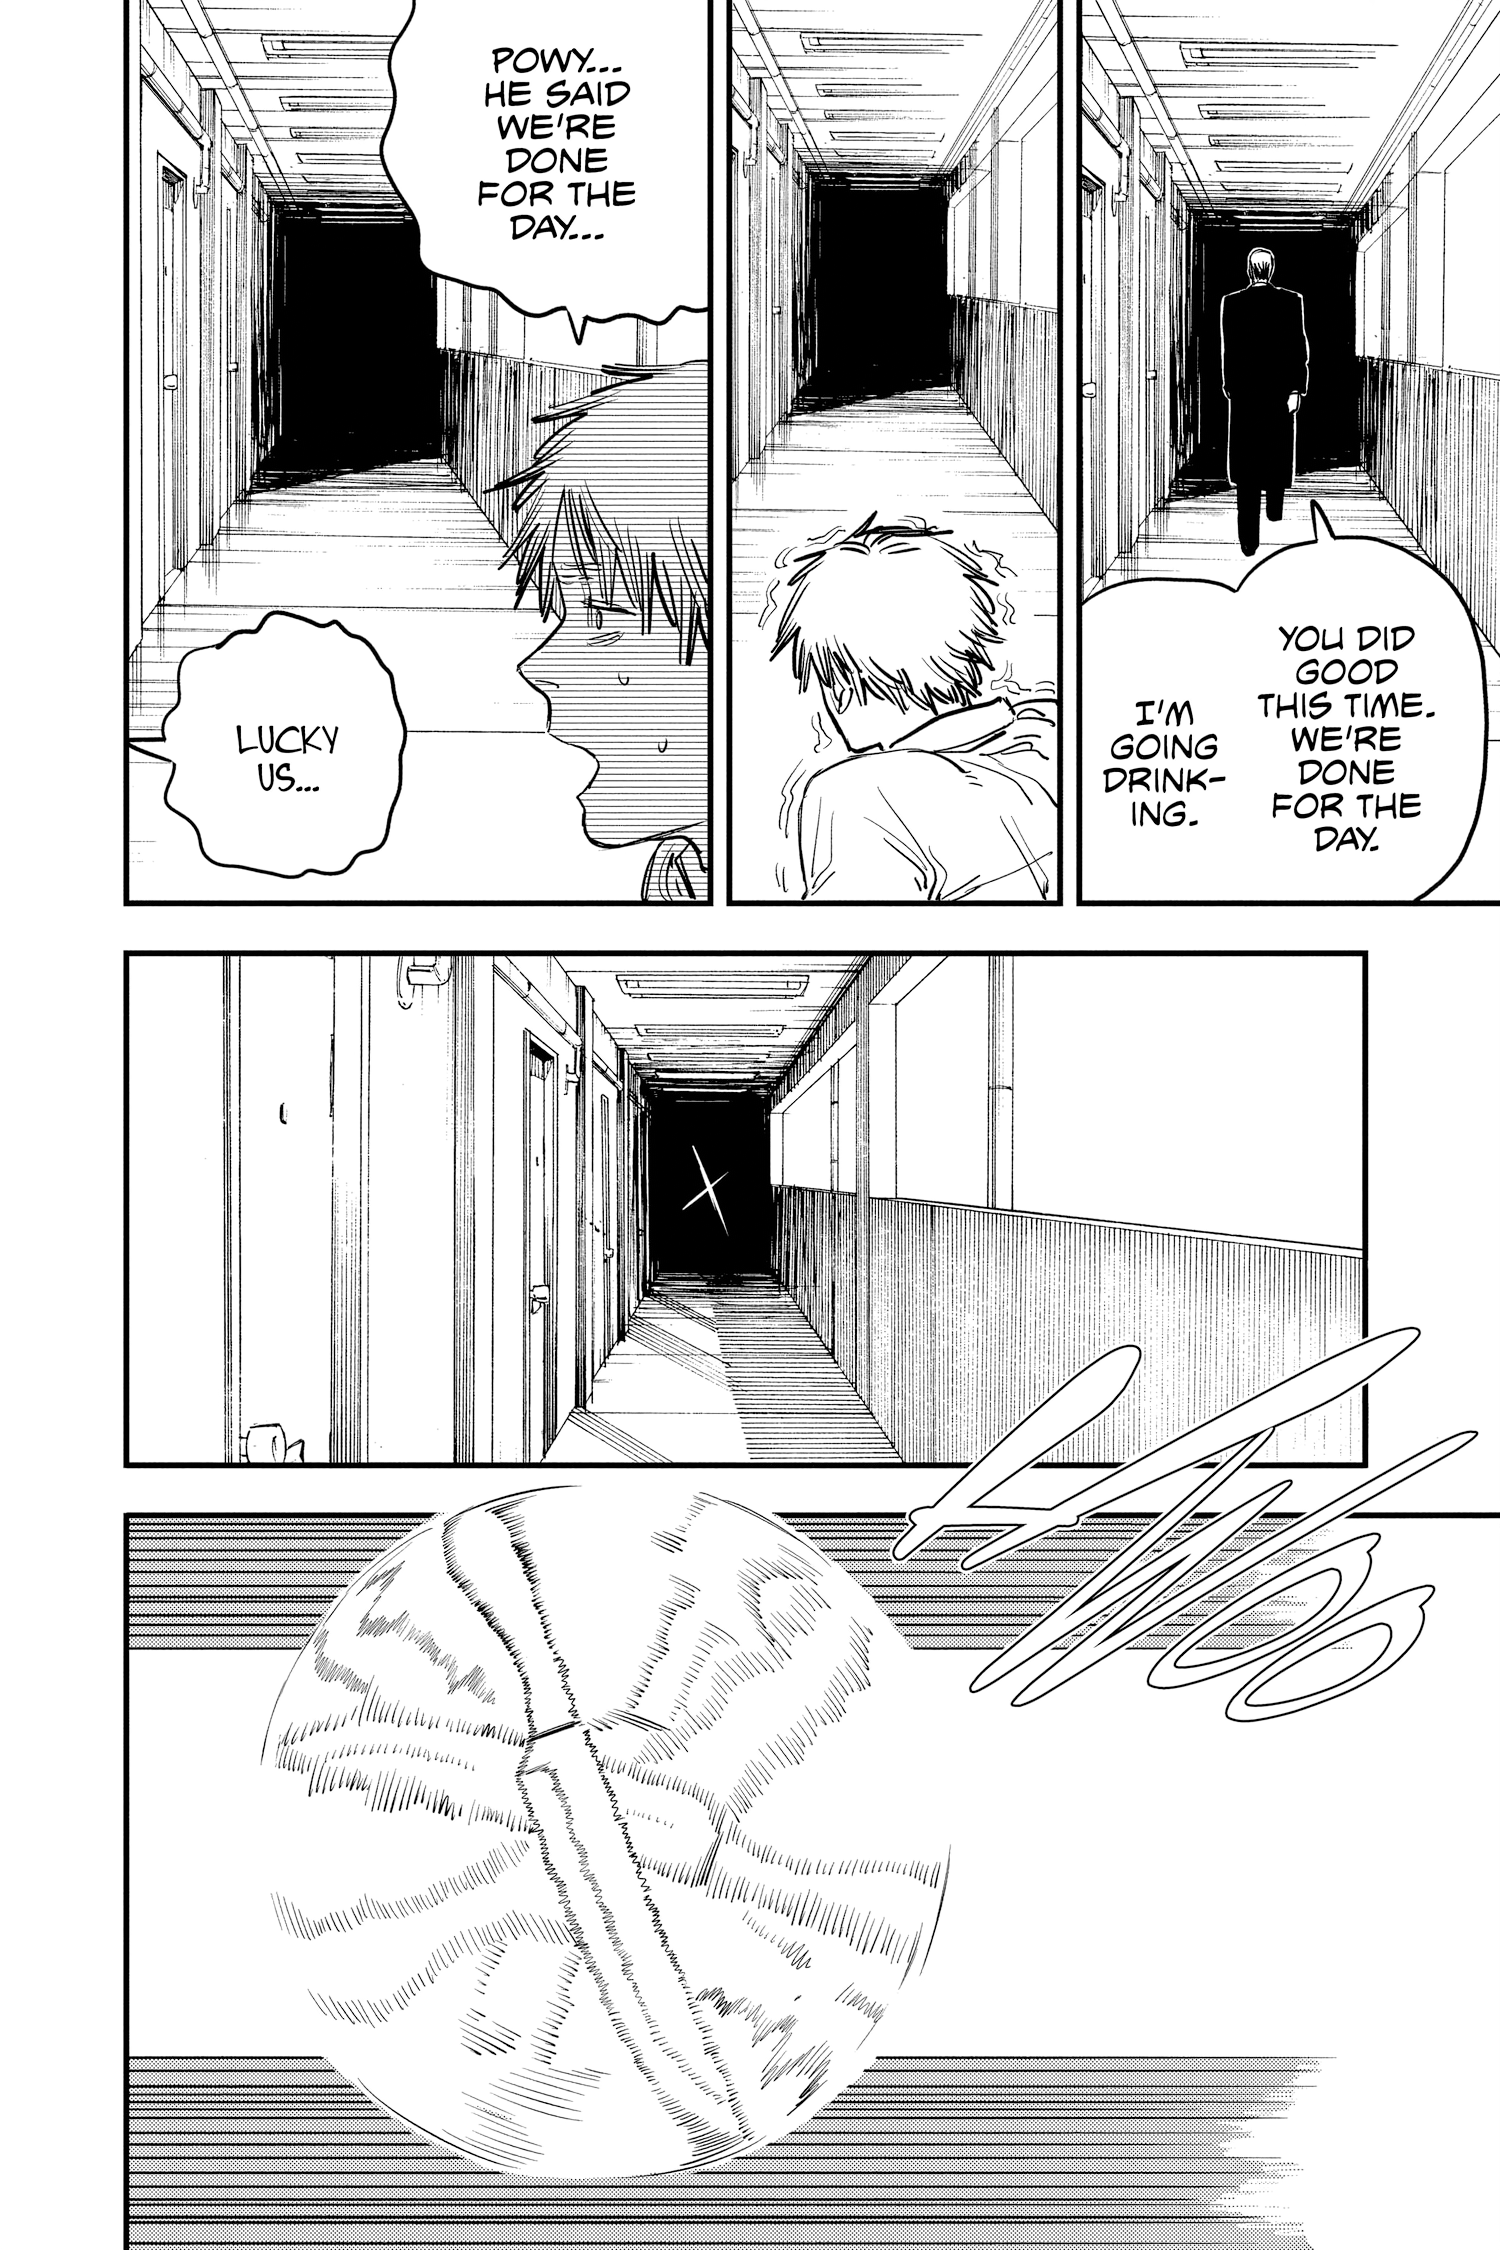 YOU DID
GOOD
THIS TIME.
WE'RE
DONE
FOR THE
DAY.
I'M
GOING
DRINK-
ING.
POWY...
HE SAID
WE'RE
DONE
FOR THE
DAY...
LUCKY
US...